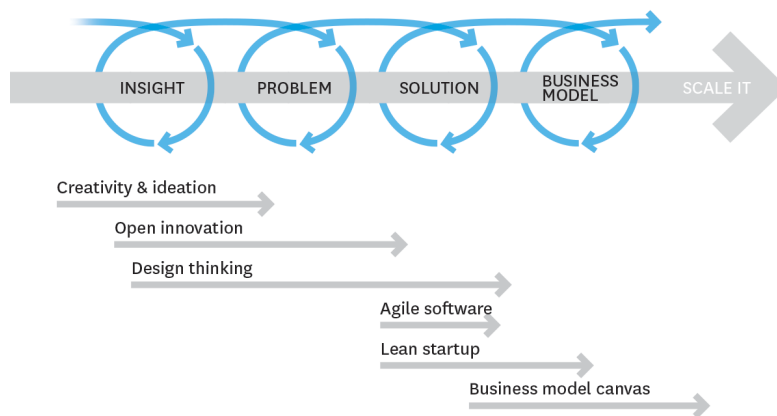 INSIGHT
PROBLEM
SOLUTION
BUSINESS
MODEL
SCALE IT
Creativity & ideation
Open innovation
Design thinking
Agile software
Lean startup
Business model canvas